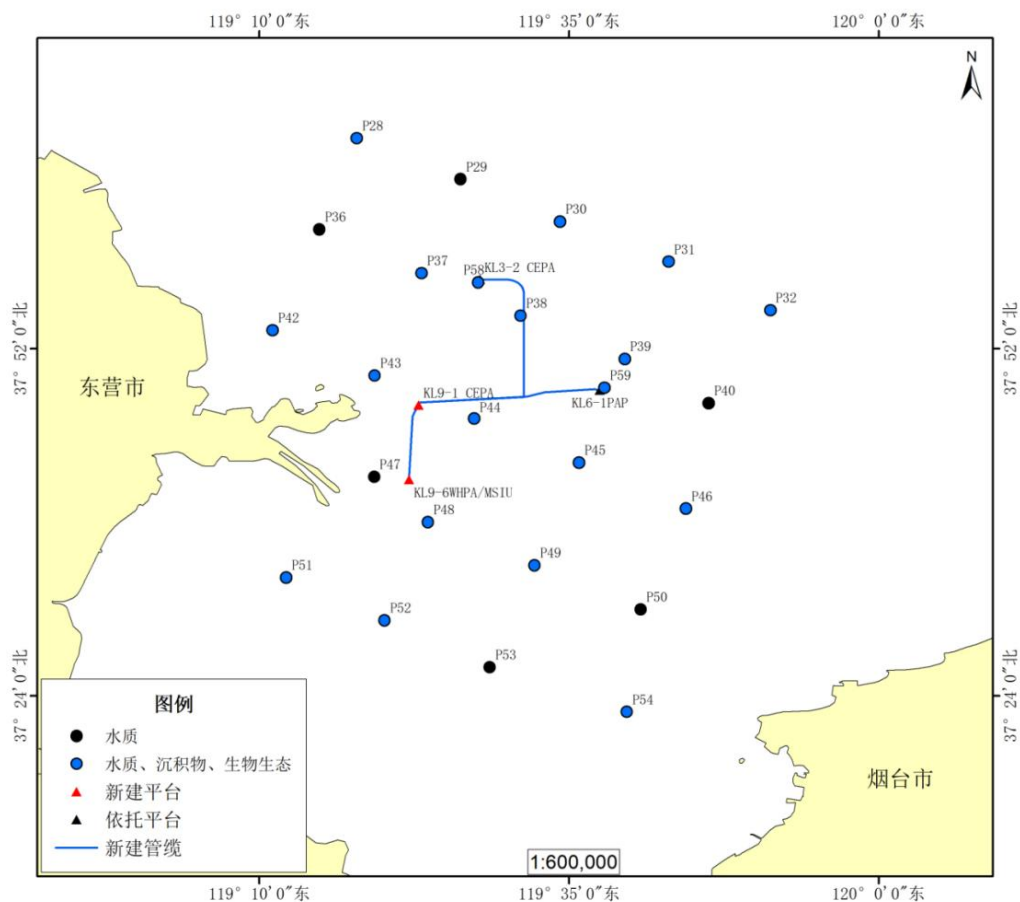 119° 10′0″东
119° 35′0″东
120° 0′0″东
N
P28
P29
P30
P36
P31
P37
P58
KL3-2 CEPA
P38
P32
P42
37° 52′0″北
37° 52′0″北
P39
P43
P59
东营市
KL9-1 CEPA
KL6-1PAP
P40
P44
P45
P47
KL9-6WHPA/MSIU
P46
P48
P49
P51
P50
P52
P53
37° 24′0″北
37° 24′0″北
P54
图例
水质
水质、沉积物、生物生态
新建平台
依托平台
新建管缆
烟台市
1:600,000
119° 10′0″东
119° 35′0″东
120° 0′0″东